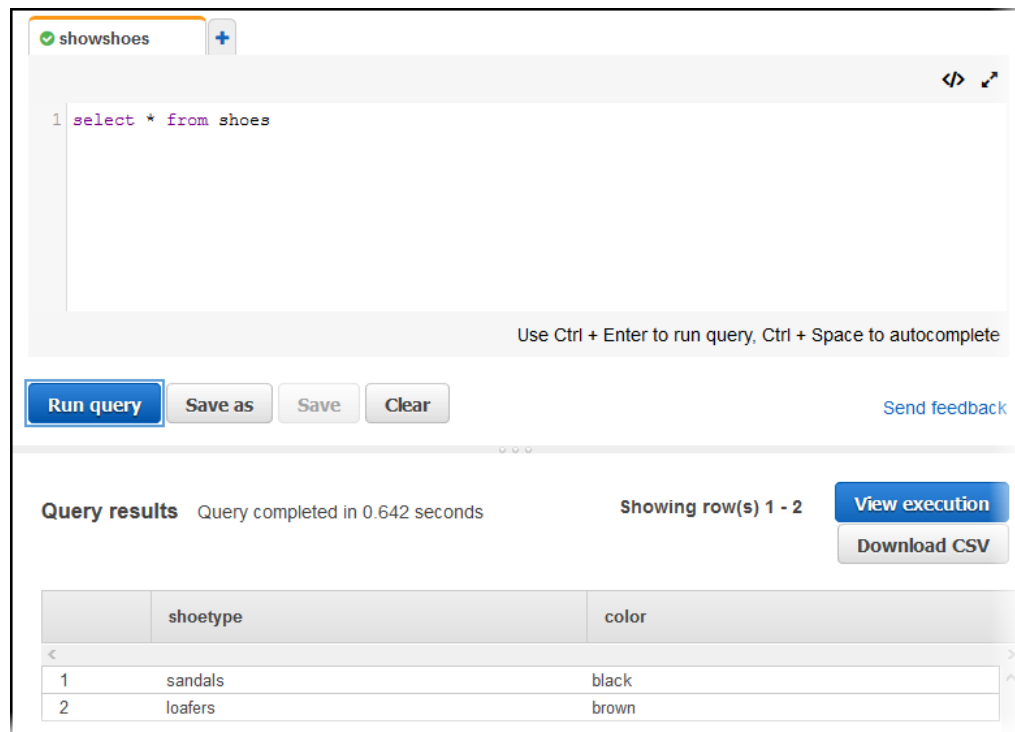 showshoes +
</>
1 select * from shoes
Use Ctrl + Enter to run query, Ctrl + Space to autocomplete
Run query Save as Save Clear Send feedback
Query results Query completed in 0.642 seconds Showing row(s) 1 - 2 View execution
Download CSV
shoetype color
1 sandals black
2 loafers brown